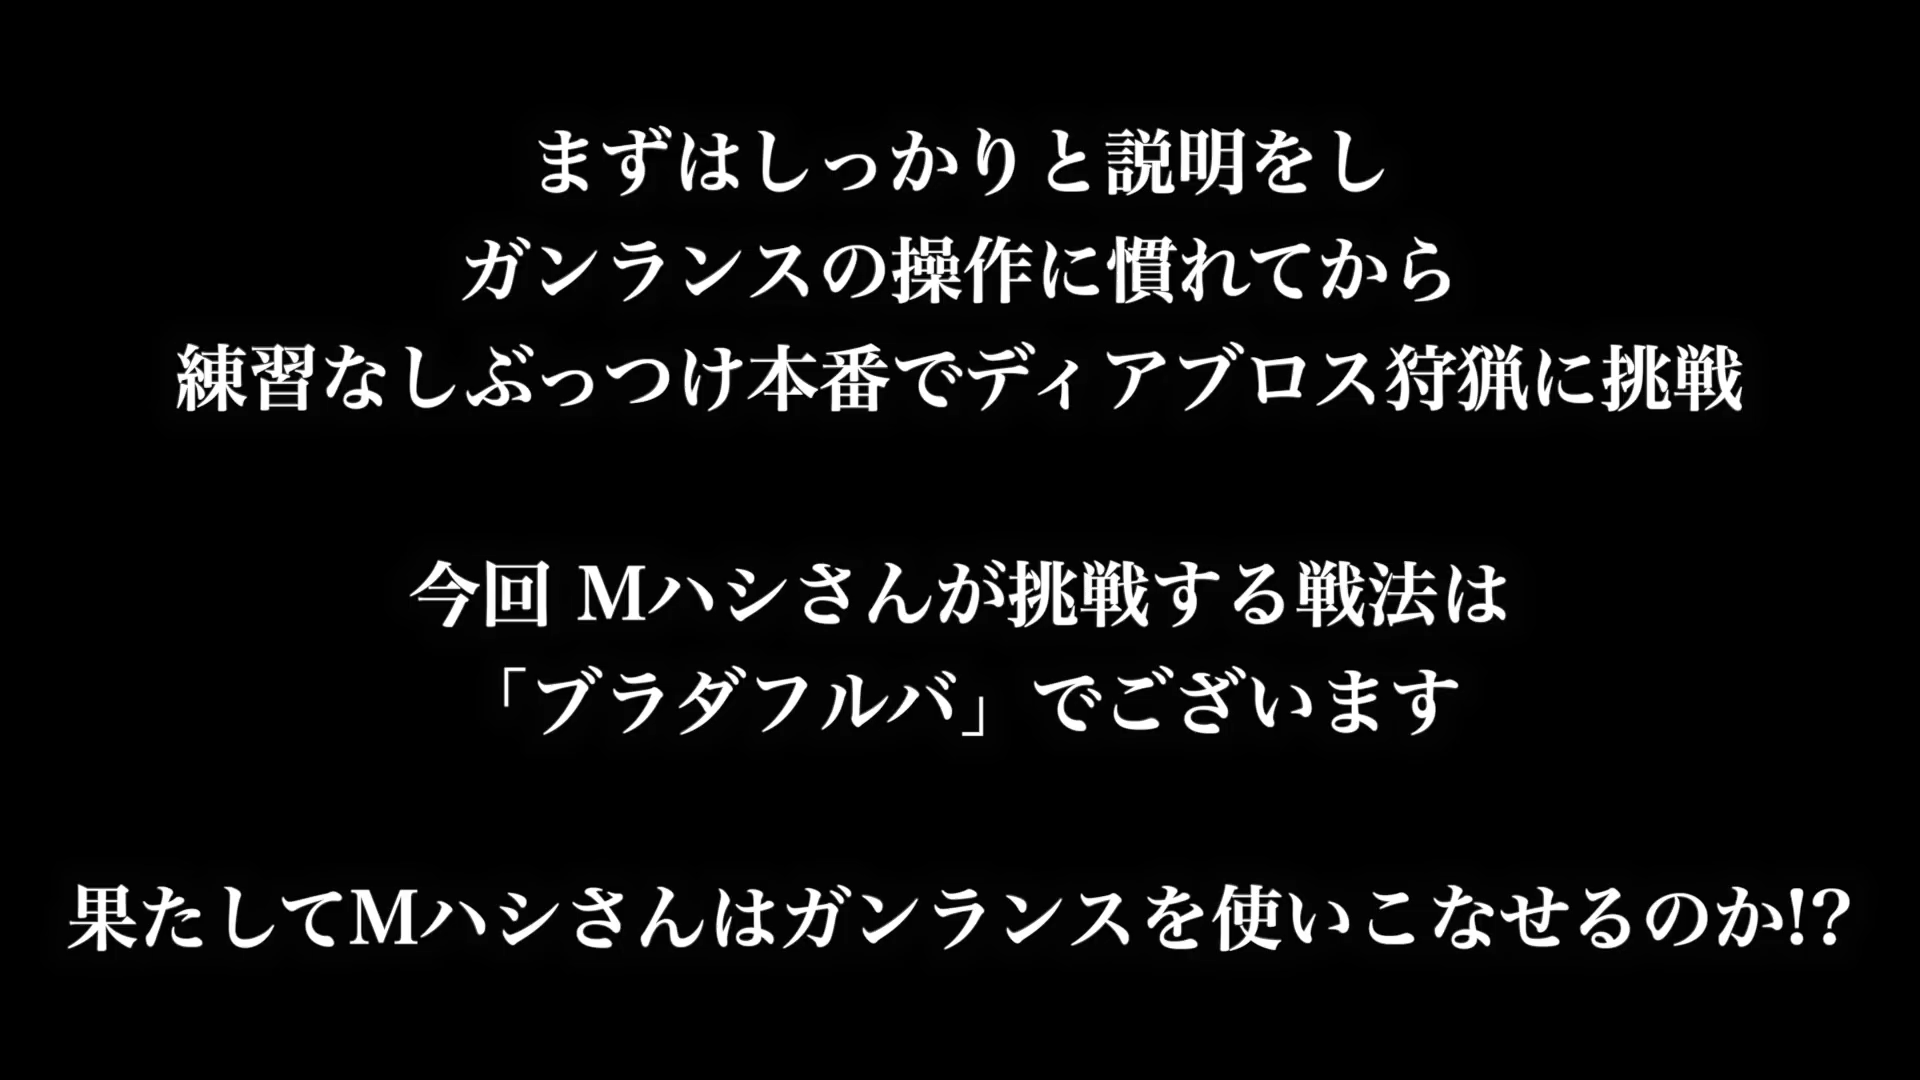 まずはしっかりと説明をし
ガンランスの操作に慣れてから
練習なしぶっつけ本番でディアブロス狩猟に挑戦
今回 Mハシさんが挑戦する戦法は
「ブラダフルバ」でございます
果たしてMハシさんはガンランスを使いこなせるのか!?